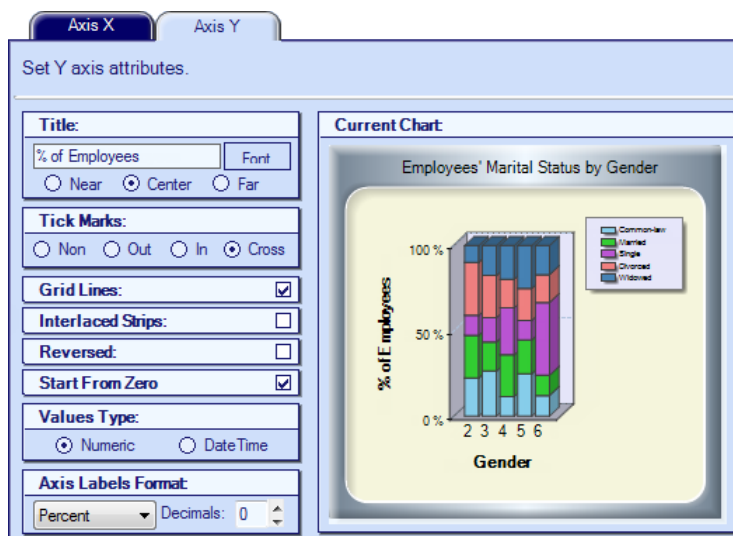 Axis X
Axis Y
Set Y axis attributes.
Title:
% of Employees
Font
Near
Center
Far
Tick Marks:
Non
Out
In
Cross
Grid Lines:
Interlaced Strips:
Reversed:
Start From Zero
Values Type:
Numeric
DateTime
Axis Labels Format:
Percent
Decimals: 0
Current Chart:
Employees' Marital Status by Gender
Common-law
Married
Single
Divorced
Widowed
100 %
50 %
0 %
% of Employees
2 3 4 5 6
Gender